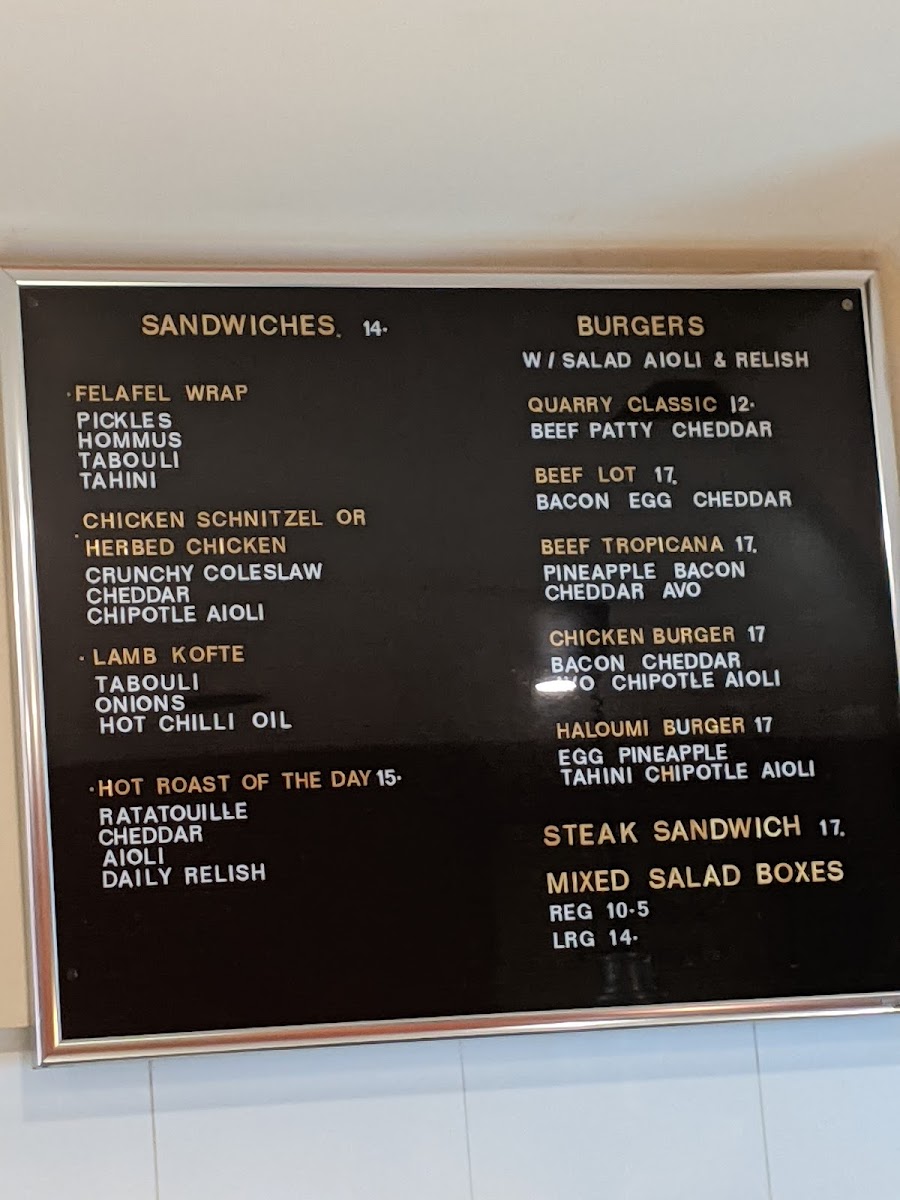 SANDWICHES. 14.
·FELAFEL WRAP
PICKLES
HOMMUS
TABOULI
TAHINI
CHICKEN SCHNITZEL OR
·HERBED CHICKEN
CRUNCHY COLESLAW
CHEDDAR
CHIPOTLE AIOLI
·LAMB KOFTE
TABOULI
ONIONS
HOT CHILLI OIL
·HOT ROAST OF THE DAY 15·
RATATOUILLE
CHEDDAR
AIOLI
DAILY RELISH
BURGERS
W/SALAD AIOLI & RELISH
QUARRY CLASSIC 12·
BEEF PATTY CHEDDAR
BEEF LOT 17.
BACON EGG CHEDDAR
BEEF TROPICANA 17.
PINEAPPLE BACON
CHEDDAR AVO
CHICKEN BURGER 17
BACON CHEDDAR
AVO CHIPOTLE AIOLI
HALOUMI BURGER 17
EGG PINEAPPLE
TAHINI CHIPOTLE AIOLI
STEAK SANDWICH 17.
MIXED SALAD BOXES
REG 10·5
LRG 14·